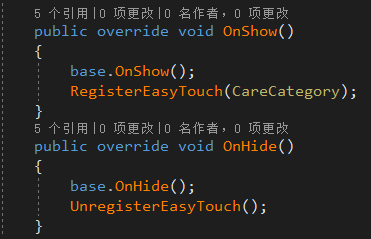 5 个引用|0 项更改|0 名作者, 0 项更改
public override void OnShow()
{
    base.OnShow();
    RegisterEasyTouch(CareCategory);
}
5 个引用|0 项更改|0 名作者, 0 项更改
public override void OnHide()
{
    base.OnHide();
    UnregisterEasyTouch();
}